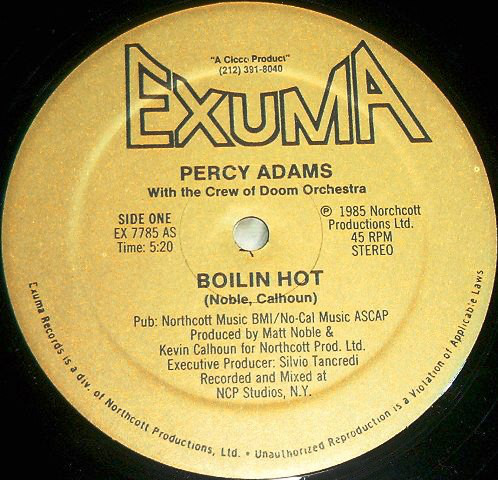 "A Cicco Product"
(212) 391-8040
EXUMA
PERCY ADAMS
With the Crew of Doom Orchestra
SIDE ONE
EX 7785 AS
Time: 5:20
℗ 1985 Norchcott
Productions Ltd.
45 RPM
STEREO
BOILIN HOT
(Noble, Calhoun)
Pub: Northcott Music BMI/No-Cal Music ASCAP
Produced by Matt Noble &
Kevin Calhoun for Northcott Prod. Ltd.
Executive Producer: Silvio Tancredi
Recorded and Mixed at
NCP Studios, N.Y.
Exuma Records is a div. of Northcott Productions, Ltd. • Unauthorized Reproduction is a Violation of Applicable Laws